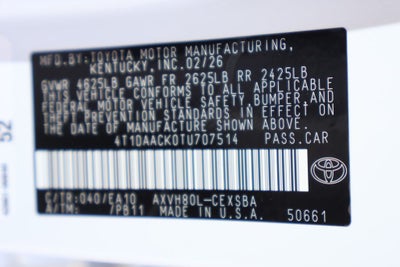 MFD.BY:TOYOTA MOTOR MANUFACTURING,
KENTUCKY,INC.02/26
GVWR 4625LB GAWR FR 2625LB RR 2425LB
THIS VEHICLE CONFORMS TO ALL APPLICABLE
FEDERAL MOTOR VEHICLE SAFETY, BUMPER, AND
THEFT PREVENTION STANDARDS IN EFFECT ON
THE DATE OF MANUFACTURE SHOWN ABOVE.
4T1DAACK0TU707514 PASS.CAR
C/TR:040/EA10 AXVH80L-CEXSBA
A/TM: /PB11 MADE IN U.S.A. 50661
52